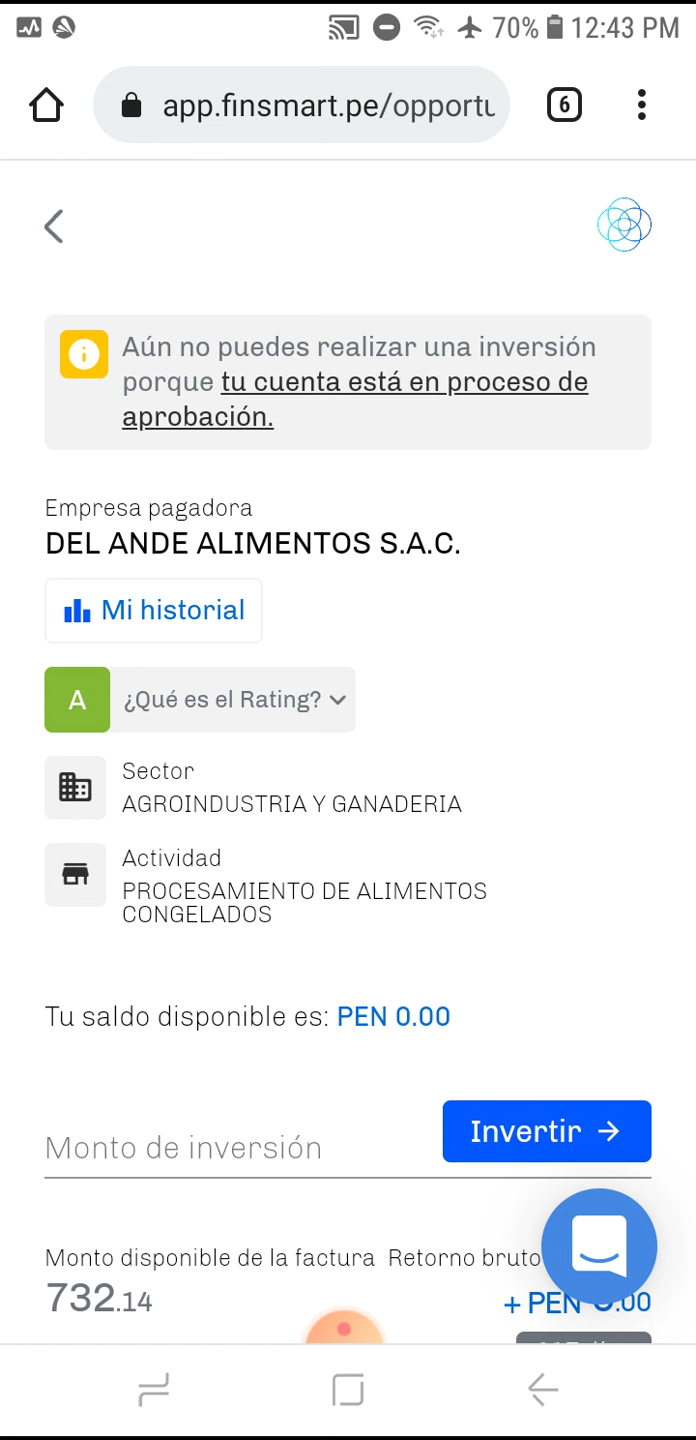 70% 12:43 PM
app.finsmart.pe/opportu
6
Aún no puedes realizar una inversión
porque tu cuenta está en proceso de
aprobación.
Empresa pagadora
DEL ANDE ALIMENTOS S.A.C.
Mi historial
A ¿Qué es el Rating?
Sector
AGROINDUSTRIA Y GANADERIA
Actividad
PROCESAMIENTO DE ALIMENTOS
CONGELADOS
Tu saldo disponible es: PEN 0.00
Monto de inversión
Invertir →
Monto disponible de la factura Retorno bruto
732.14
+ PEN .00